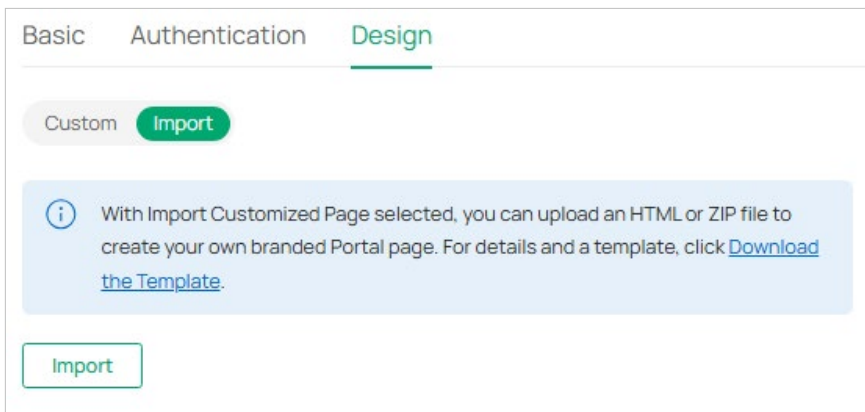 Basic Authentication Design
Custom Import
With Import Customized Page selected, you can upload an HTML or ZIP file to
create your own branded Portal page. For details and a template, click Download
the Template.
Import